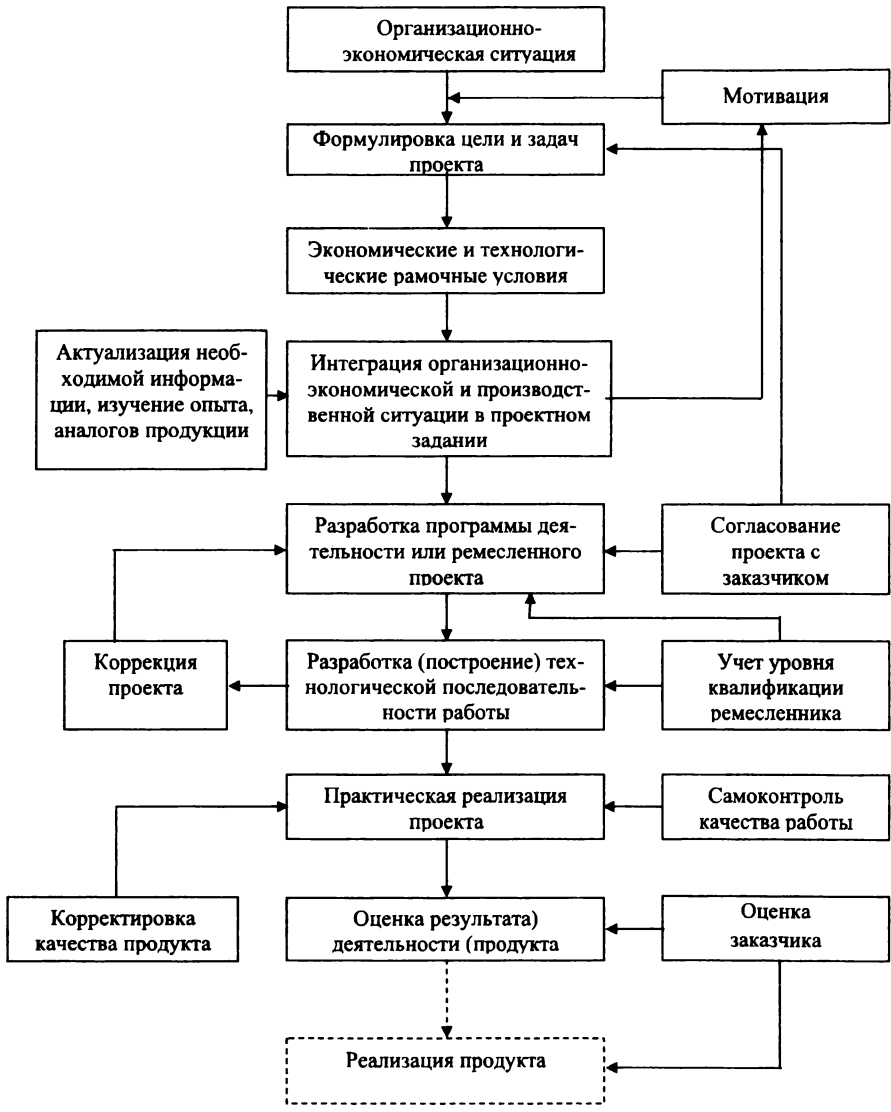 Организационно-
экономическая ситуация
Мотивация
Формулировка цели и задач
проекта
Экономические и технологи-
ческие рамочные условия
Актуализация необ-
ходимой информа-
ции, изучение опыта,
аналогов продукции
Интеграция организационно-
экономической и производст-
венной ситуации в проектном
задании
Разработка программы дея-
тельности или ремесленного
проекта
Согласование
проекта с
заказчиком
Коррекция
проекта
Разработка (построение) тех-
нологической последователь-
ности работы
Учет уровня
квалификации
ремесленника
Практическая реализация
проекта
Самоконтроль
качества работы
Корректировка
качества продукта
Оценка результата)
деятельности (продукта
Оценка
заказчика
Реализация продукта